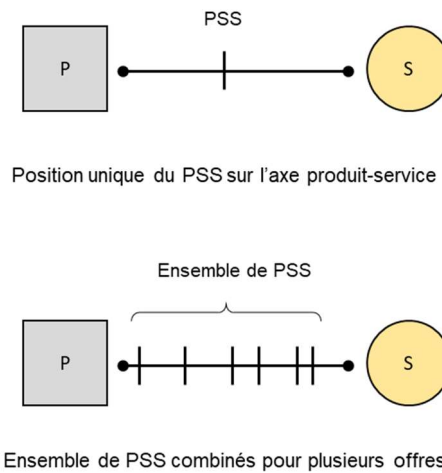 PSS
P
S
Position unique du PSS sur l'axe produit-service
Ensemble de PSS
P
S
Ensemble de PSS combinés pour plusieurs offres